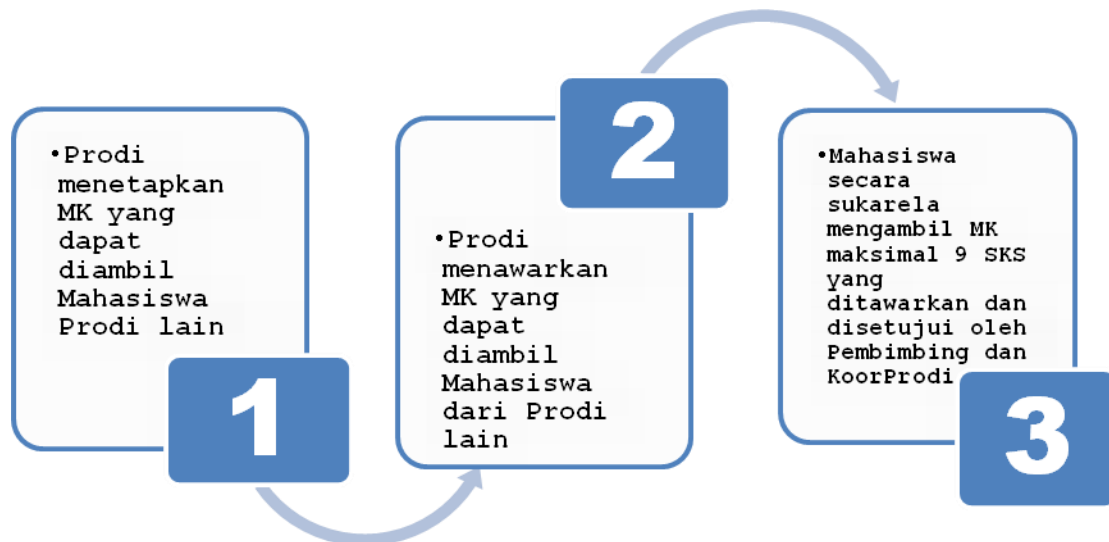 •Prodi
menetapkan
MK yang
dapat
diambil
Mahasiswa
Prodi lain
1
2
•Prodi
menawarkan
MK yang
dapat
diambil
Mahasiswa
dari Prodi
lain
•Mahasiswa
secara
sukarela
mengambil MK
maksimal 9 SKS
yang
ditawarkan dan
disetujui oleh
Pembimbing dan
KoorProdi
3